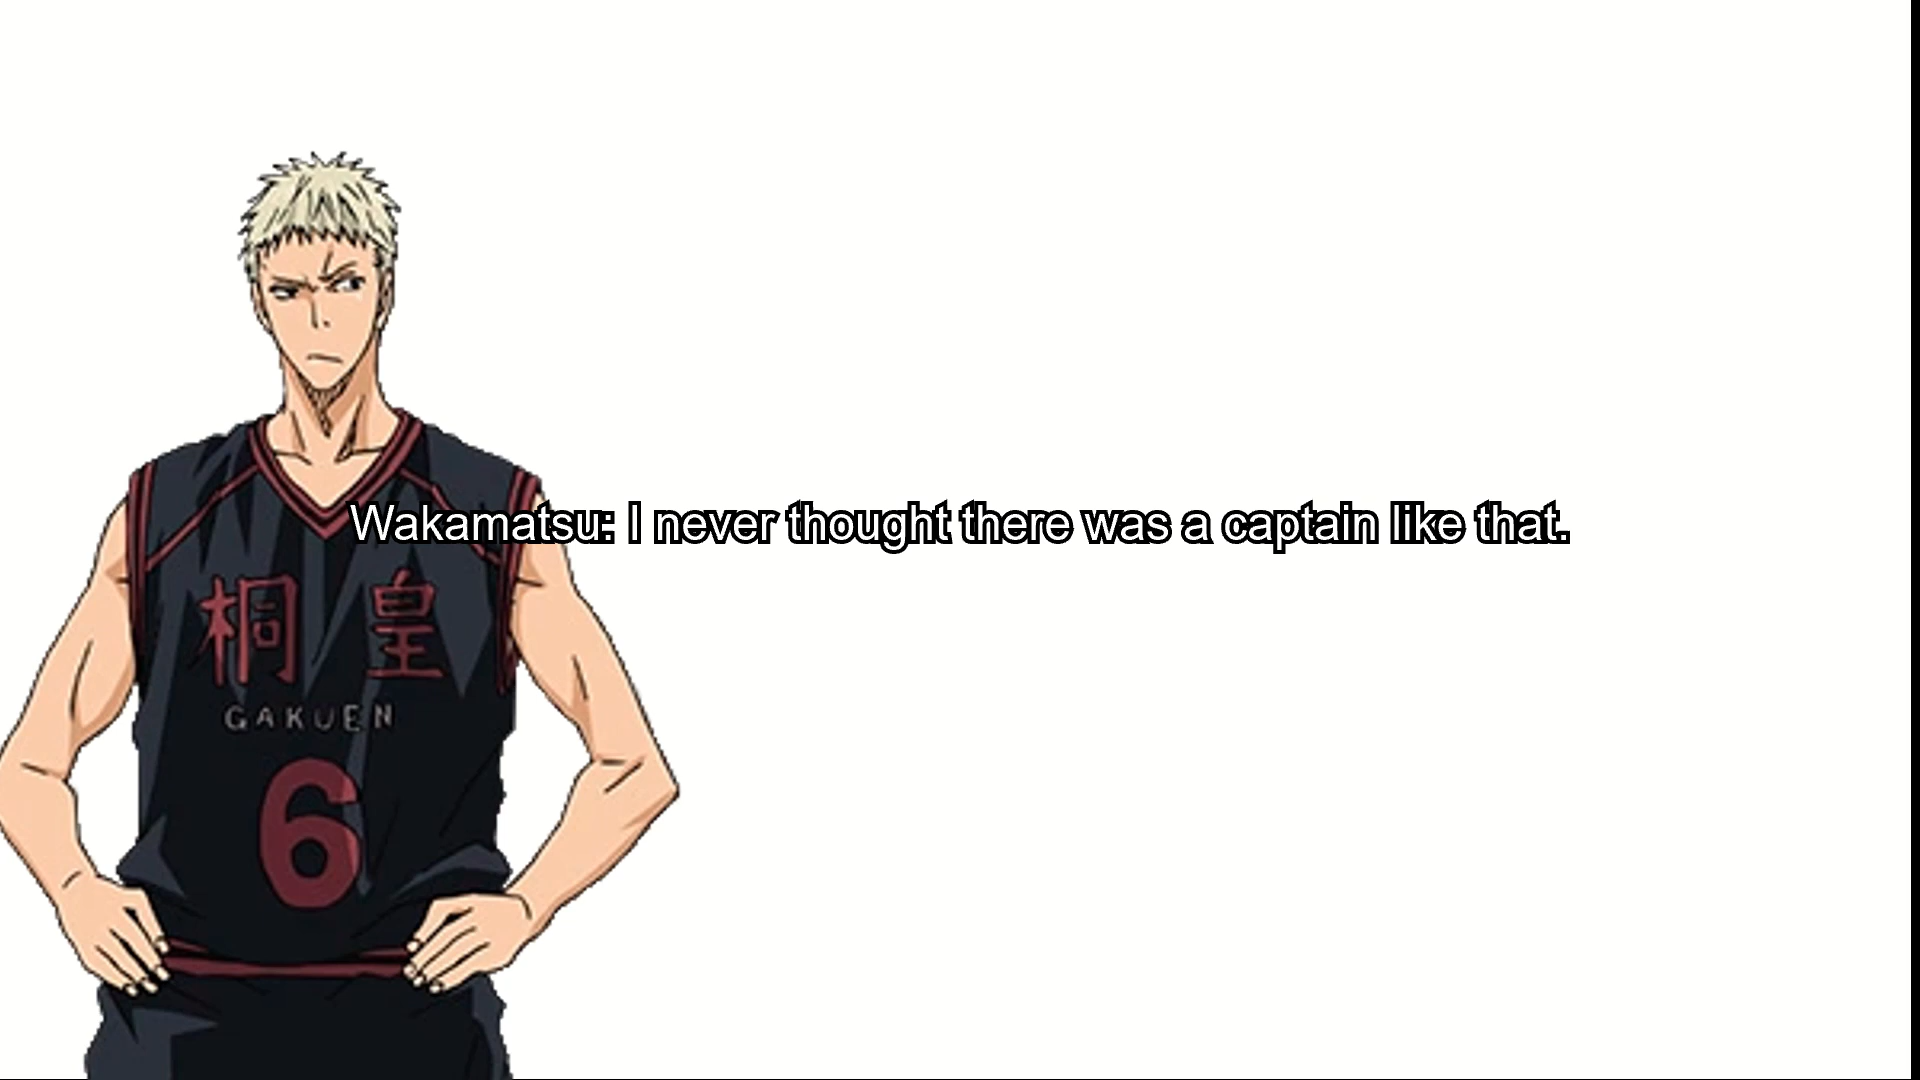 Wakamatsu: I never thought there was a captain like that.
桐皇
GAKUEN
6